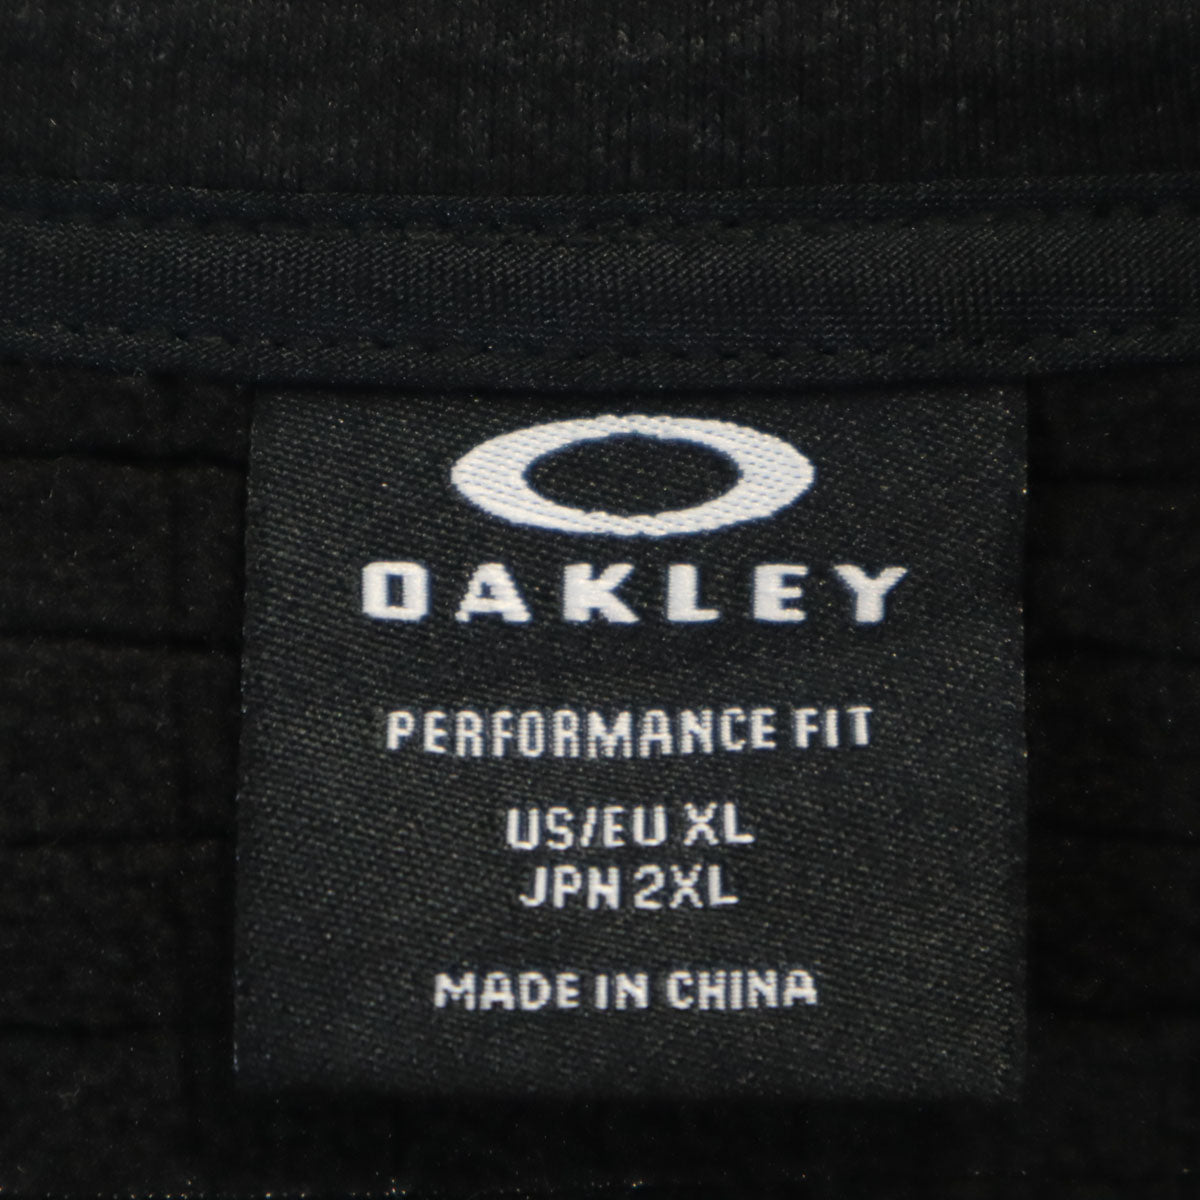 OAKLEY
PERFORMANCE FIT
US/EU XL
JPN 2XL
MADE IN CHINA